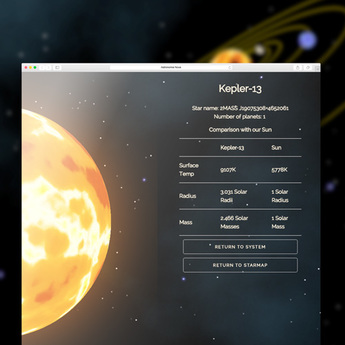 Kepler-13
Star name: 2MASS J19075308+4652061
Number of planets: 1
Comparison with our Sun
Kepler-13 Sun
Surface Temp 9107K 5778K
Radius 3.031 Solar Radii 1 Solar Radius
Mass 2.466 Solar Masses 1 Solar Mass
RETURN TO SYSTEM
RETURN TO STARMAP